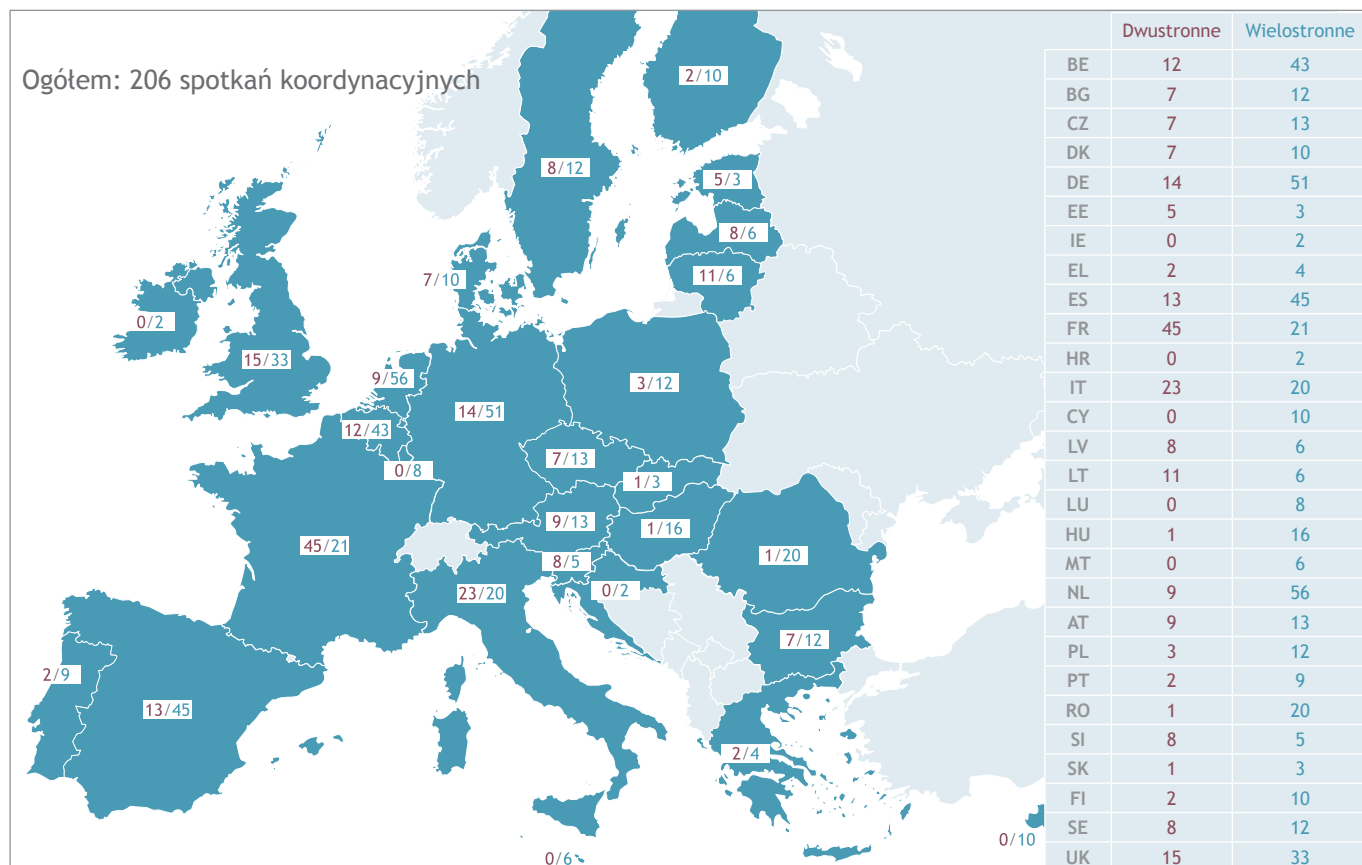 Ogółem: 206 spotkań koordynacyjnych
2/10
8/12
5/3
8/6
11/6
7/10
0/2
15/33
9/56
3/12
14/51
12/43
7/13
0/8
1/3
9/13
1/16
45/21
1/20
8/5
0/2
23/20
7/12
2/9
13/45
2/4
0/10
0/6
Dwustronne Wielostronne
BE 12 43
BG 7 12
CZ 7 13
DK 7 10
DE 14 51
EE 5 3
IE 0 2
EL 2 4
ES 13 45
FR 45 21
HR 0 2
IT 23 20
CY 0 10
LV 8 6
LT 11 6
LU 0 8
HU 1 16
MT 0 6
NL 9 56
AT 9 13
PL 3 12
PT 2 9
RO 1 20
SI 8 5
SK 1 3
FI 2 10
SE 8 12
UK 15 33